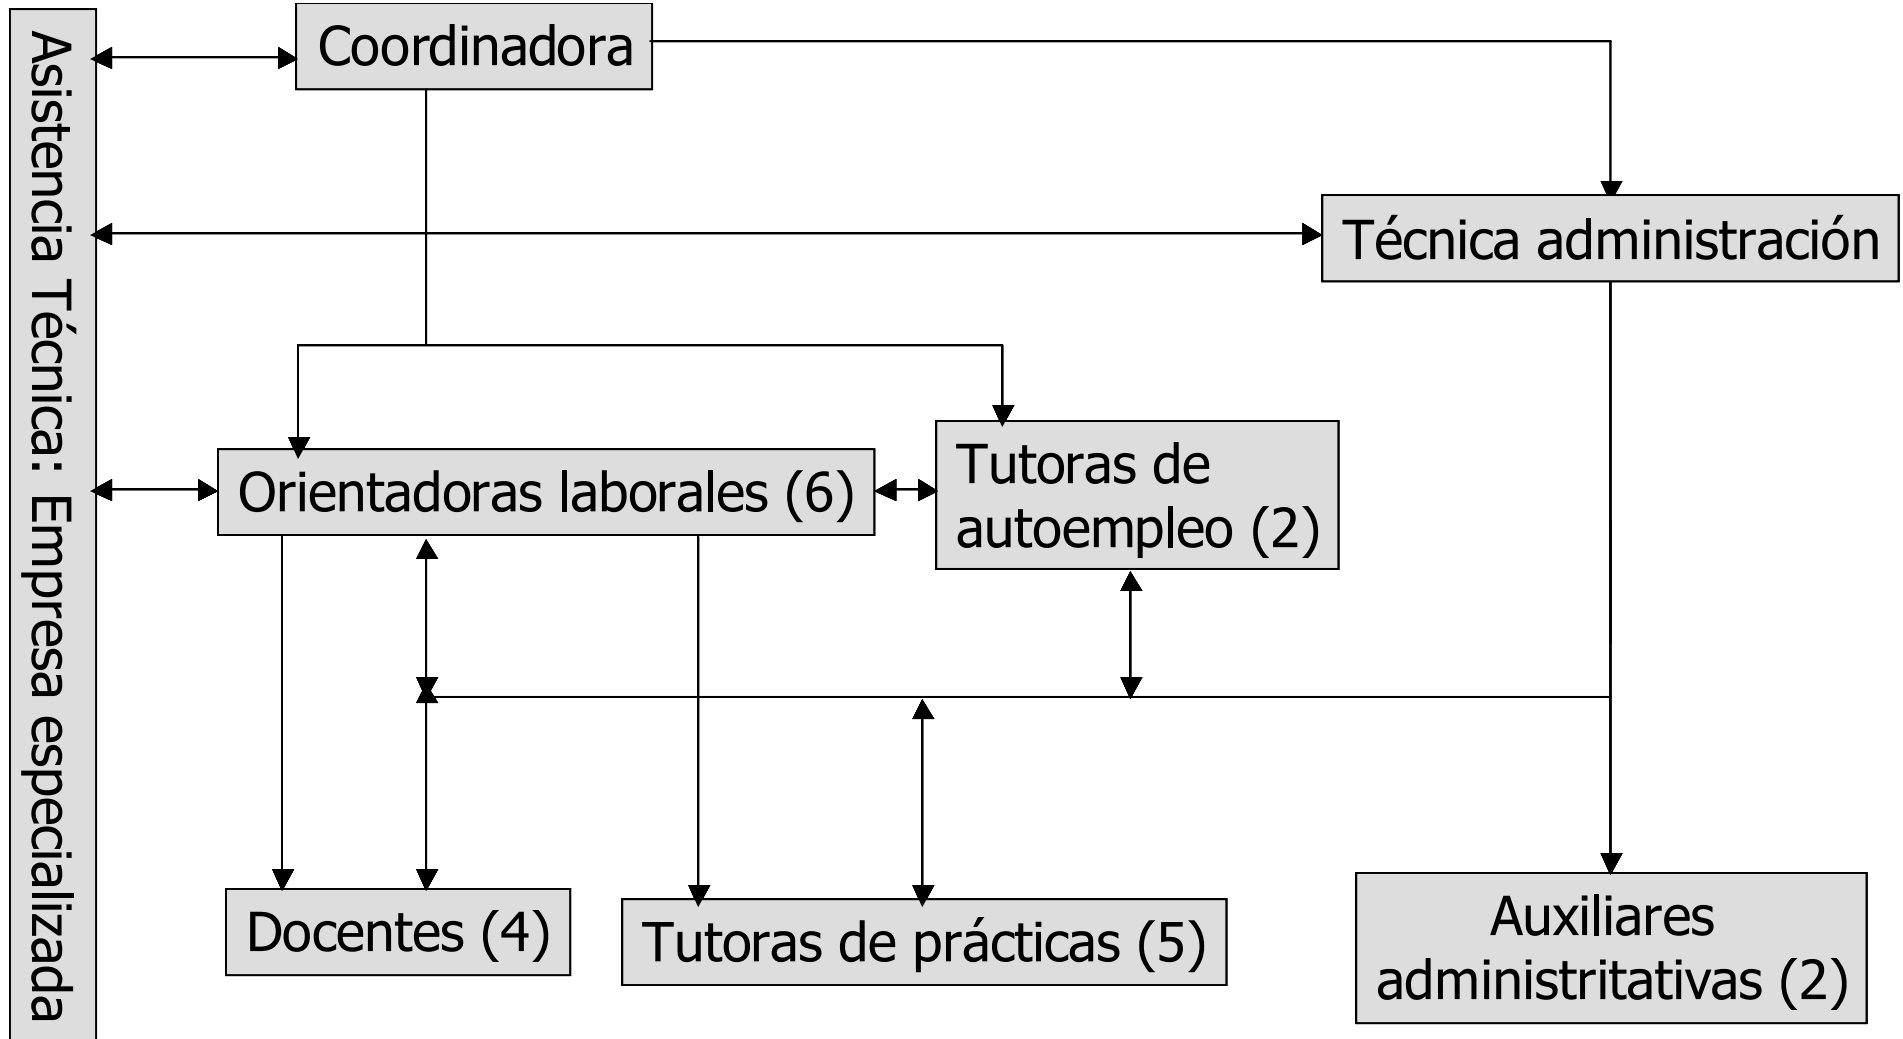 Asistencia Técnica: Empresa especializada
Coordinadora
Técnica administración
Orientadoras laborales (6)
Tutoras de
autoempleo (2)
Docentes (4)
Tutoras de prácticas (5)
Auxiliares
administritativas (2)